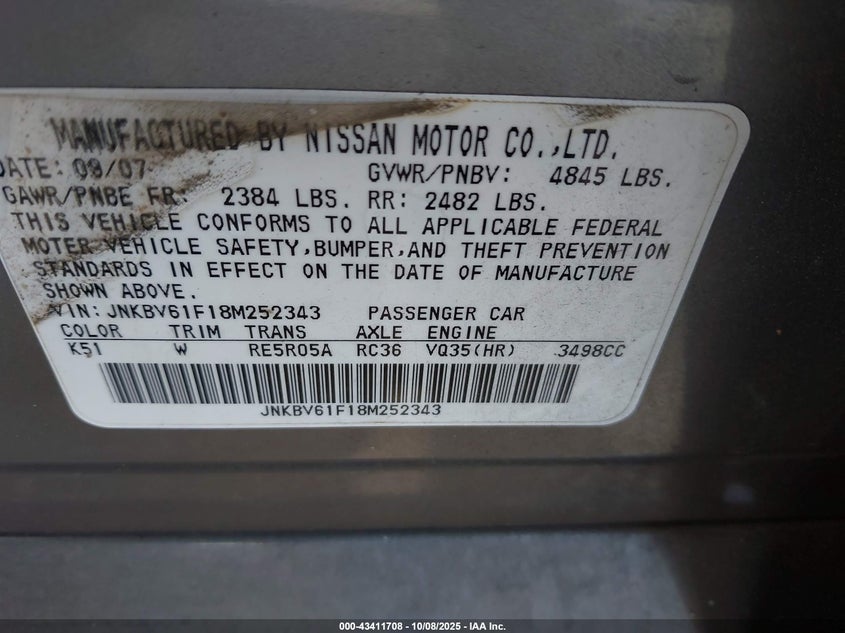 MANUFACTURED BY NISSAN MOTOR CO.,LTD.
DATE: 09/07 GVWR/PNBV: 4845 LBS.
GAWR/PNBE FR: 2384 LBS. RR: 2482 LBS.
THIS VEHICLE CONFORMS TO ALL APPLICABLE FEDERAL
MOTER VEHICLE SAFETY,BUMPER,AND THEFT PREVENTION
STANDARDS IN EFFECT ON THE DATE OF MANUFACTURE
SHOWN ABOVE.
VIN: JNKBV61F18M252343 PASSENGER CAR
COLOR TRIM TRANS AXLE ENGINE
K51 W RE5R05A RC36 VQ35(HR) 3498CC
JNKBV61F18M252343
000-43411708 - 10/08/2025 - IAA Inc.